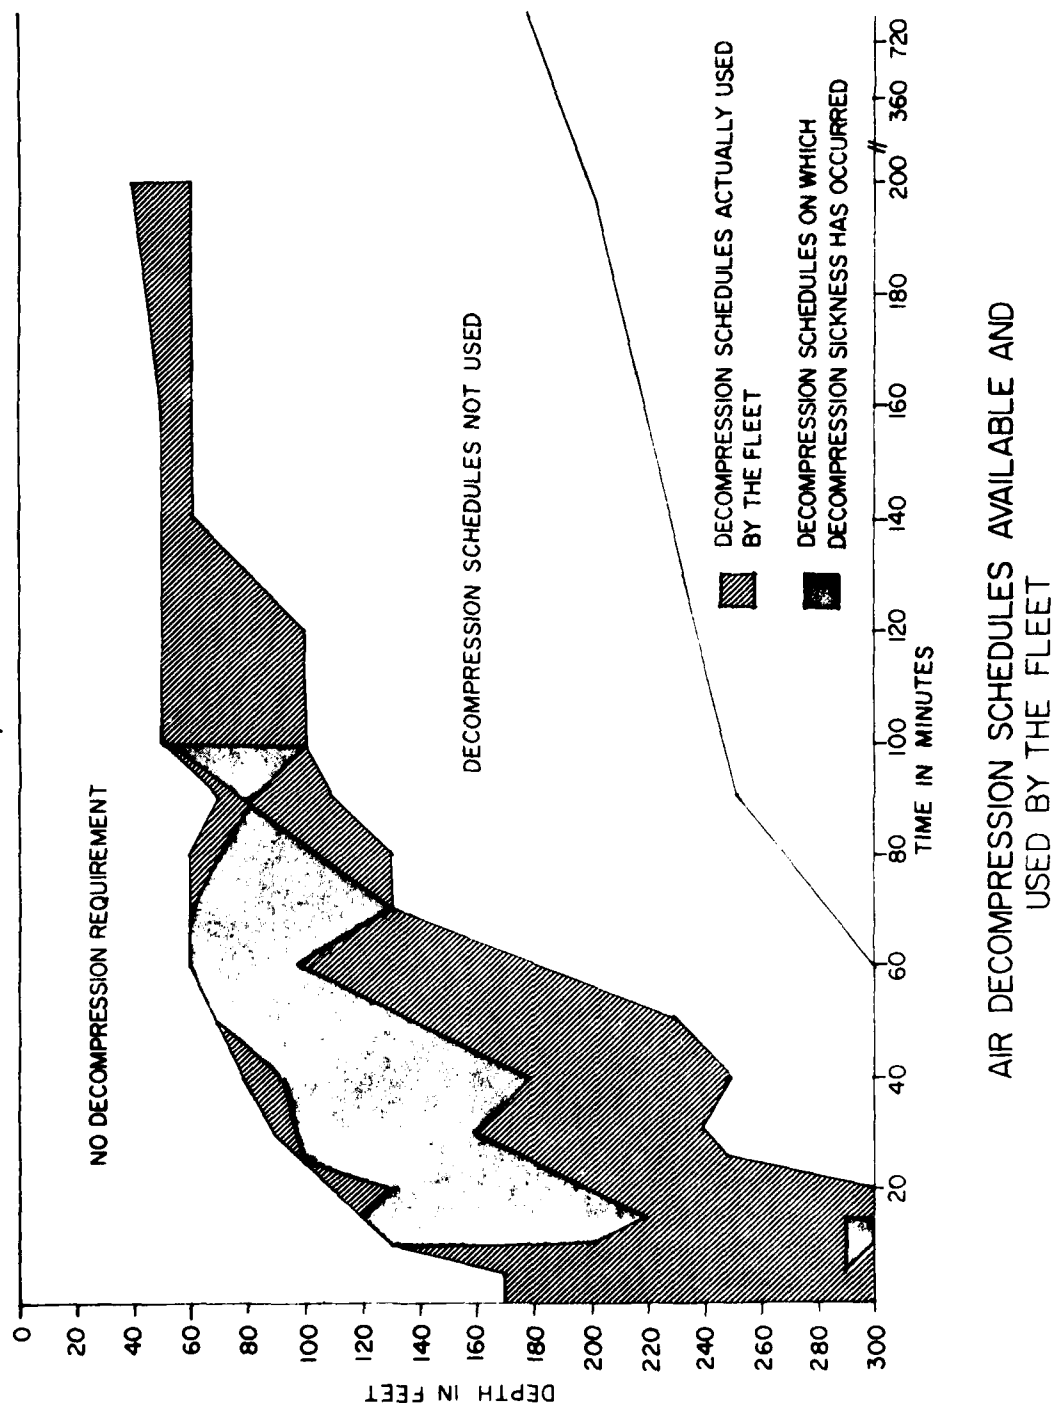 NO DECOMPRESSION REQUIREMENT
DECOMPRESSION SCHEDULES NOT USED
DECOMPRESSION SCHEDULES ACTUALLY USED
BY THE FLEET
DECOMPRESSION SCHEDULES ON WHICH
DECOMPRESSION SICKNESS HAS OCCURRED
DEPTH IN FEET
0
20
40
60
80
100
120
140
160
180
200
220
240
260
280
300
20
40
60
80
100
120
140
160
180
200
360
720
TIME IN MINUTES
AIR DECOMPRESSION SCHEDULES AVAILABLE AND
USED BY THE FLEET